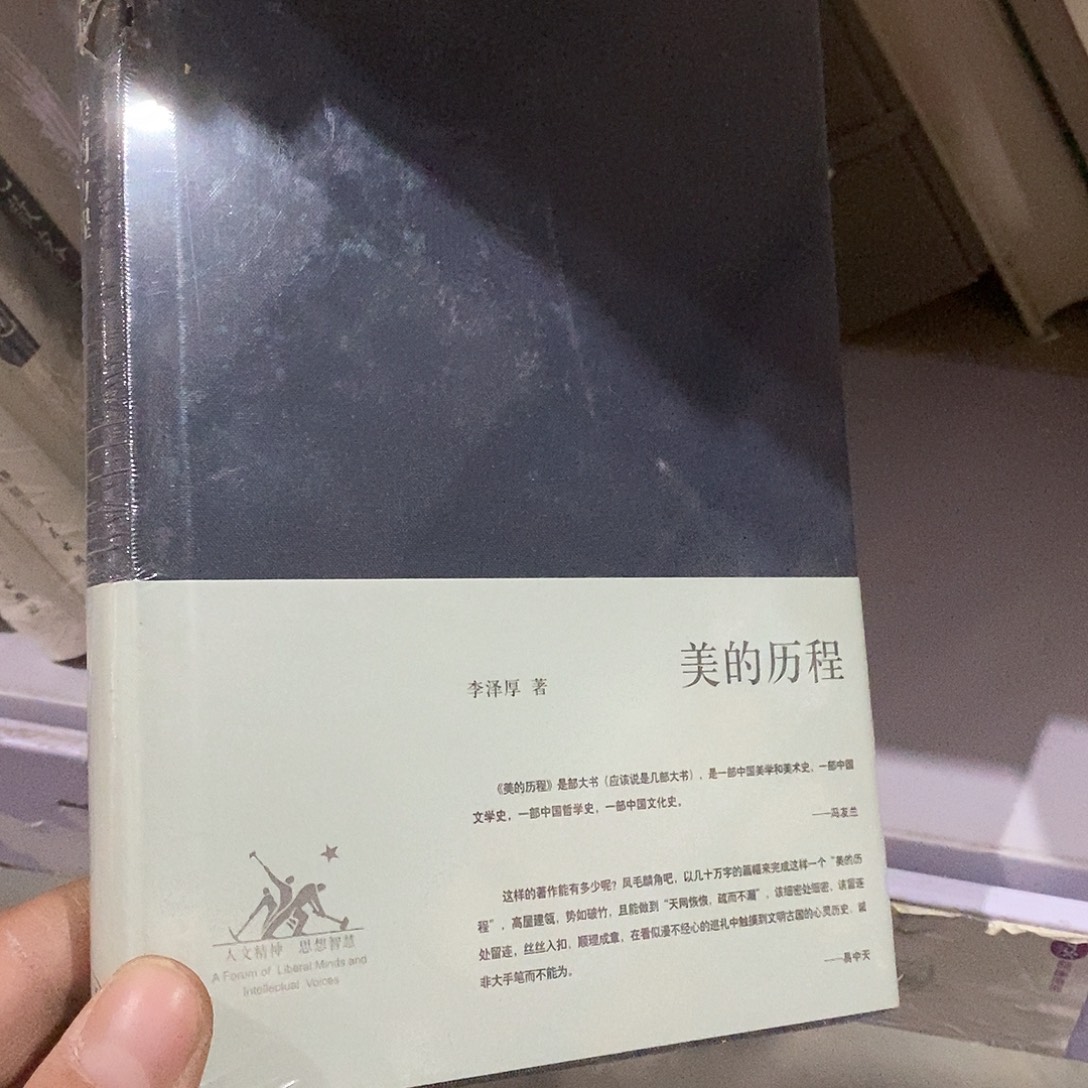 美的历程
李泽厚 著
《美的历程》是部大书（应该说是几部大书），是一部中国美学和美术史，一部中国
文学史，一部中国哲学史，一部中国文化史。
——冯友兰
这样的著作能有多少呢？凤毛麟角吧，以几十万字的篇幅来完成这样一个“美的历
程”，高屋建瓴，势如破竹，且能做到“天网恢恢，疏而不漏”，该细密处细密，该留连
处留连，丝丝入扣，顺理成章，在看似漫不经心的巡礼中触摸到文明古国的心灵历史，诚
非大手笔而不能为。
——易中天
人文精神 思想智慧
A Forum of Liberal Minds and
Intellectual Voices